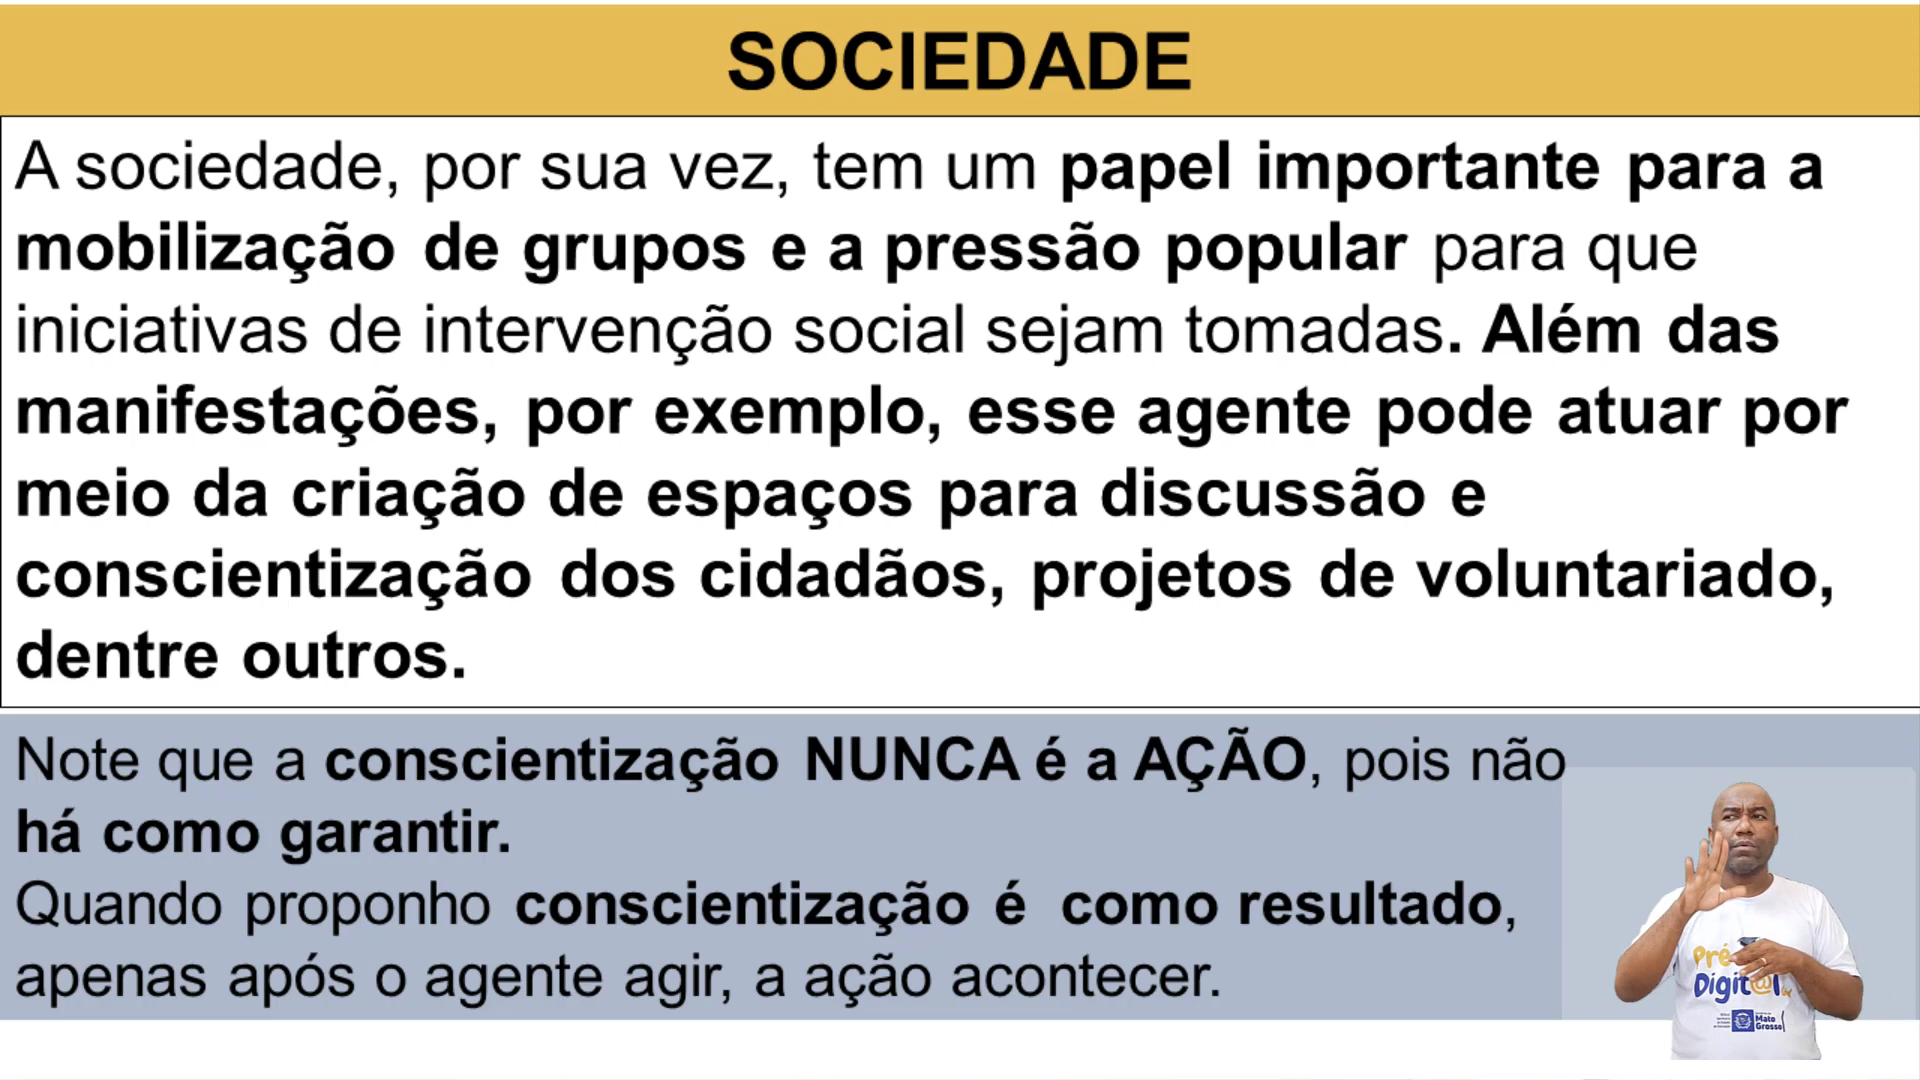 SOCIEDADE
A sociedade, por sua vez, tem um papel importante para a
mobilização de grupos e a pressão popular para que
iniciativas de intervenção social sejam tomadas. Além das
manifestações, por exemplo, esse agente pode atuar por
meio da criação de espaços para discussão e
conscientização dos cidadãos, projetos de voluntariado,
dentre outros.
Note que a conscientização NUNCA é a AÇÃO, pois não
há como garantir.
Quando proponho conscientização é como resultado,
apenas após o agente agir, a ação acontecer.
Pré
Digit@l
Mato
Grosso